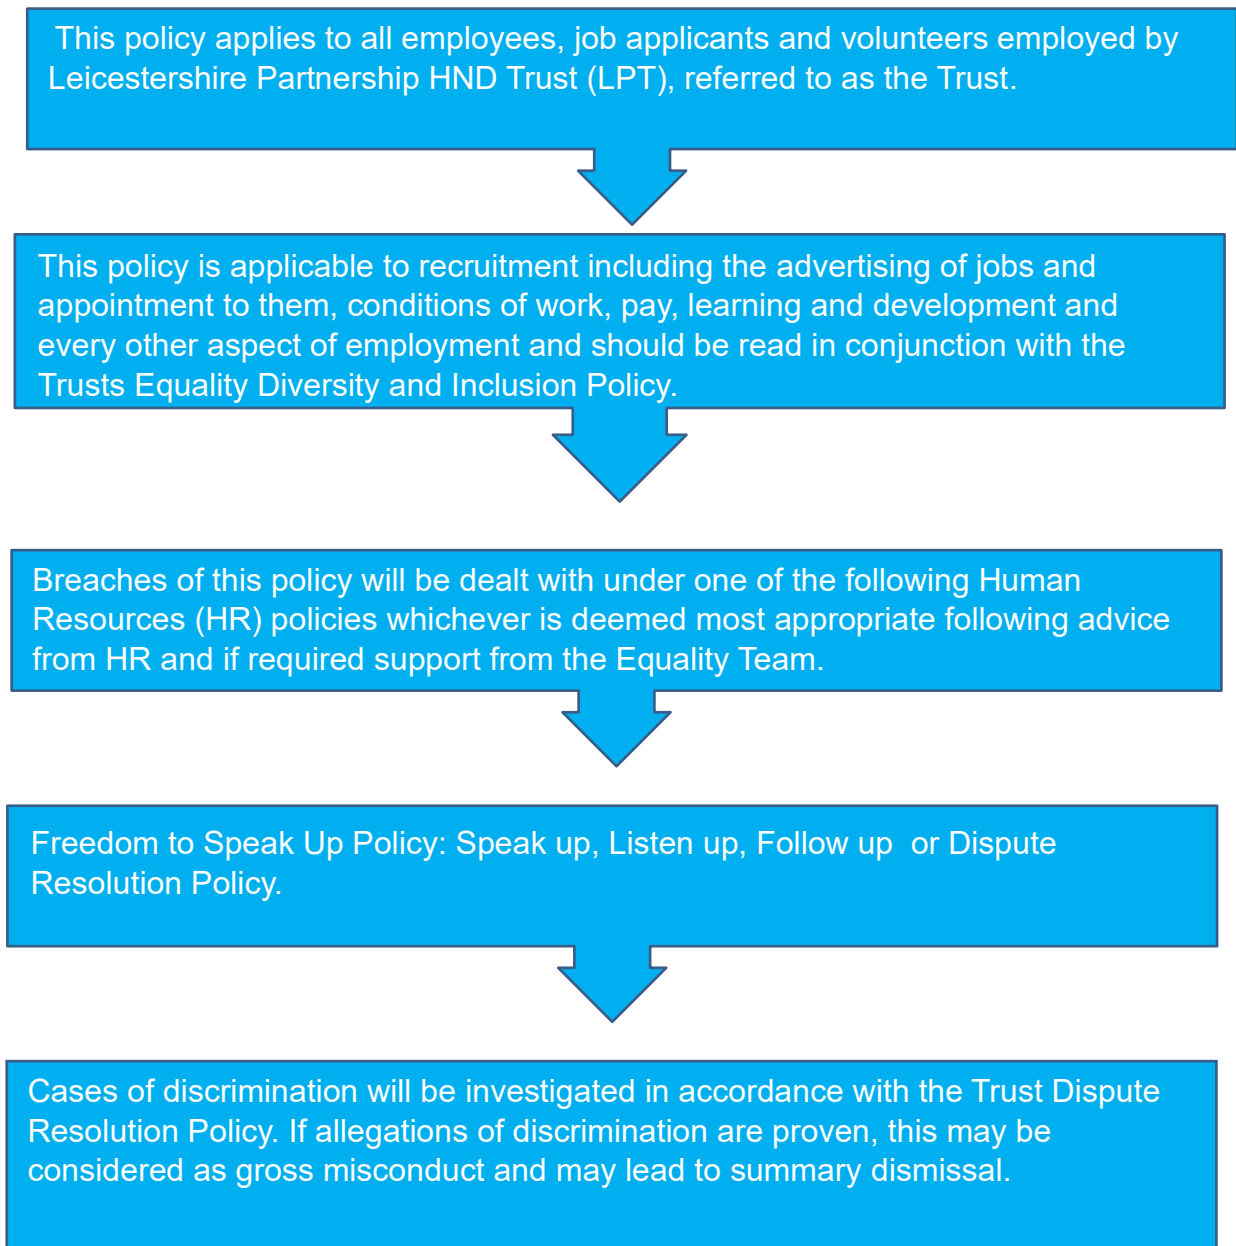 This policy applies to all employees, job applicants and volunteers employed by
Leicestershire Partnership HND Trust (LPT), referred to as the Trust.
This policy is applicable to recruitment including the advertising of jobs and
appointment to them, conditions of work, pay, learning and development and
every other aspect of employment and should be read in conjunction with the
Trusts Equality Diversity and Inclusion Policy.
Breaches of this policy will be dealt with under one of the following Human
Resources (HR) policies whichever is deemed most appropriate following advice
from HR and if required support from the Equality Team.
Freedom to Speak Up Policy: Speak up, Listen up, Follow up  or Dispute
Resolution Policy.
Cases of discrimination will be investigated in accordance with the Trust Dispute
Resolution Policy. If allegations of discrimination are proven, this may be
considered as gross misconduct and may lead to summary dismissal.